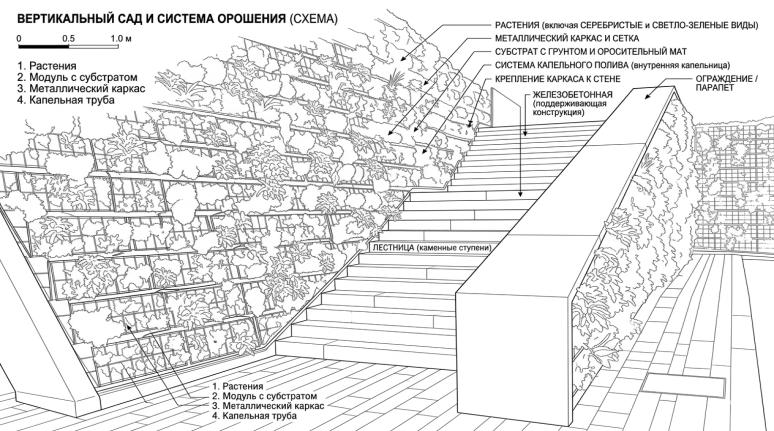 ВЕРТИКАЛЬНЫЙ САД И СИСТЕМА ОРОШЕНИЯ (СХЕМА)
0 0.5 1.0 м
1. Растения
2. Модуль с субстратом
3. Металлический каркас
4. Капельная труба
РАСТЕНИЯ (включая СЕРЕБРИСТЫЕ и СВЕТЛО-ЗЕЛЕНЫЕ ВИДЫ)
МЕТАЛЛИЧЕСКИЙ КАРКАС И СЕТКА
СУБСТРАТ С ГРУНТОМ И ОРОСИТЕЛЬНЫЙ МАТ
СИСТЕМА КАПЕЛЬНОГО ПОЛИВА (внутренняя капельница)
КРЕПЛЕНИЕ КАРКАСА К СТЕНЕ
ЖЕЛЕЗОБЕТОННАЯ
(поддерживающая
конструкция)
ОГРАЖДЕНИЕ /
ПАРАПЕТ
ЛЕСТНИЦА (каменные ступени)
1. Растения
2. Модуль с субстратом
3. Металлический каркас
4. Капельная труба